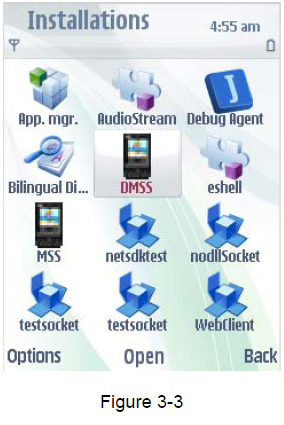 Installations
4:55 am
App. mgr. AudioStream Debug Agent
Bilingual Di... DMSS eshell
MSS netsdktest nodllSocket
testsocket testsocket WebClient
Options Open Back
Figure 3-3